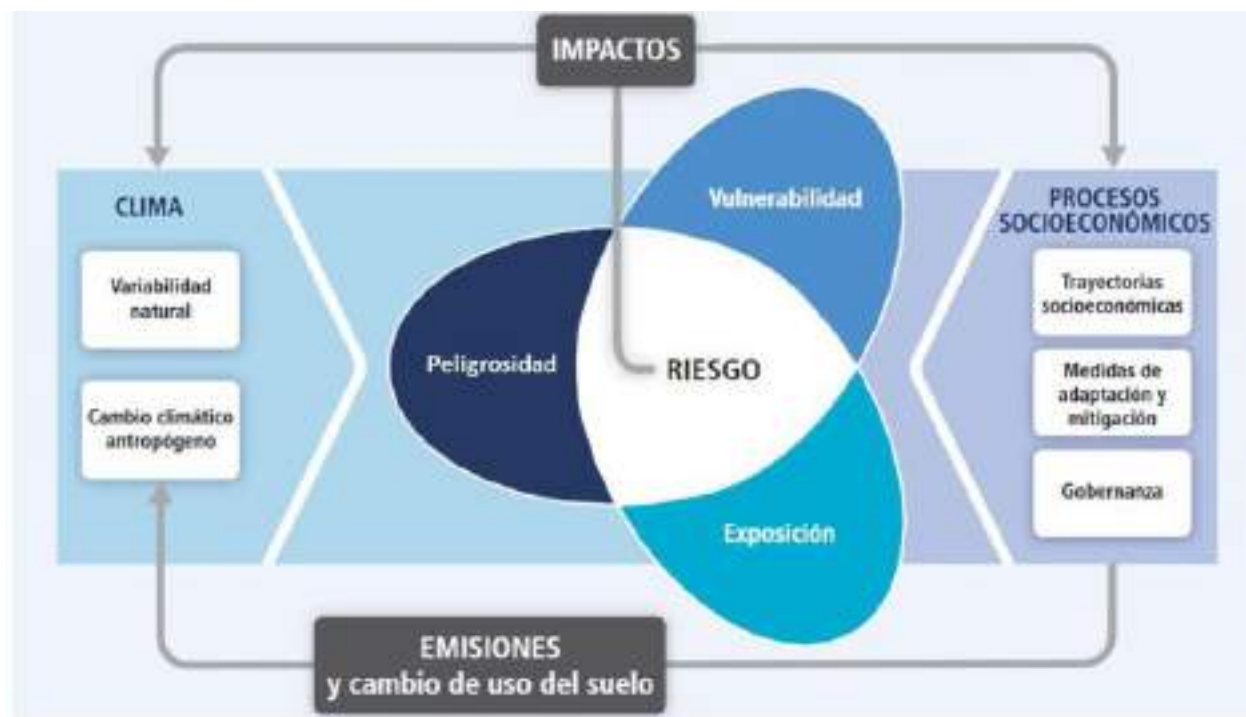 IMPACTOS
CLIMA
Variabilidad
natural
Cambio climático
antropógeno
Vulnerabilidad
Peligrosidad
RIESGO
Exposición
PROCESOS
SOCIOECONÓMICOS
Trayectorias
socioeconómicas
Medidas de
adaptación y
mitigación
Gobernanza
EMISIONES
y cambio de uso del suelo